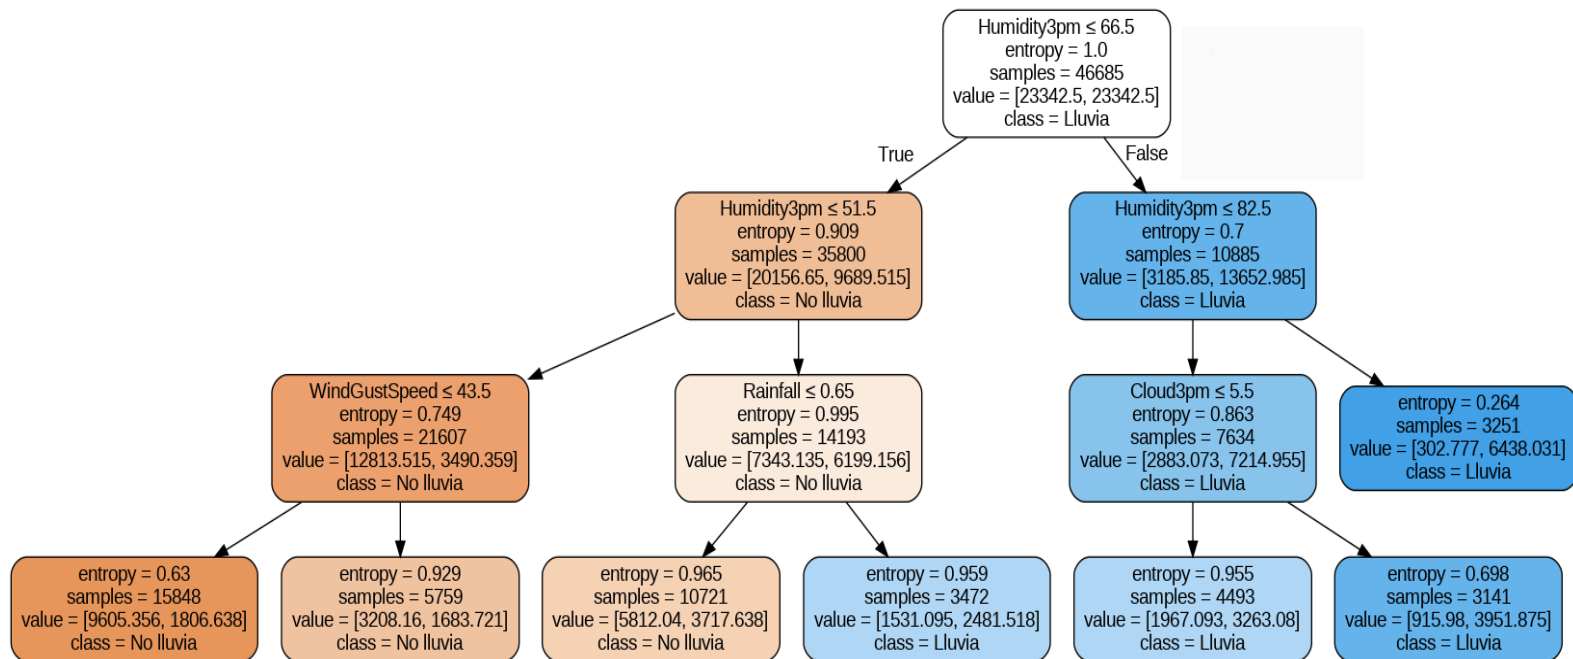 Humidity3pm ≤ 66.5
entropy = 1.0
samples = 46685
value = [23342.5, 23342.5]
class = Lluvia
True
False
Humidity3pm ≤ 51.5
entropy = 0.909
samples = 35800
value = [20156.65, 9689.515]
class = No lluvia
Humidity3pm ≤ 82.5
entropy = 0.7
samples = 10885
value = [3185.85, 13652.985]
class = Lluvia
WindGustSpeed ≤ 43.5
entropy = 0.749
samples = 21607
value = [12813.515, 3490.359]
class = No lluvia
Rainfall ≤ 0.65
entropy = 0.995
samples = 14193
value = [7343.135, 6199.156]
class = No lluvia
Cloud3pm ≤ 5.5
entropy = 0.863
samples = 7634
value = [2883.073, 7214.955]
class = Lluvia
entropy = 0.264
samples = 3251
value = [302.777, 6438.031]
class = Lluvia
entropy = 0.63
samples = 15848
value = [9605.356, 1806.638]
class = No lluvia
entropy = 0.929
samples = 5759
value = [3208.16, 1683.721]
class = No lluvia
entropy = 0.965
samples = 10721
value = [5812.04, 3717.638]
class = No lluvia
entropy = 0.959
samples = 3472
value = [1531.095, 2481.518]
class = Lluvia
entropy = 0.955
samples = 4493
value = [1967.093, 3263.08]
class = Lluvia
entropy = 0.698
samples = 3141
value = [915.98, 3951.875]
class = Lluvia